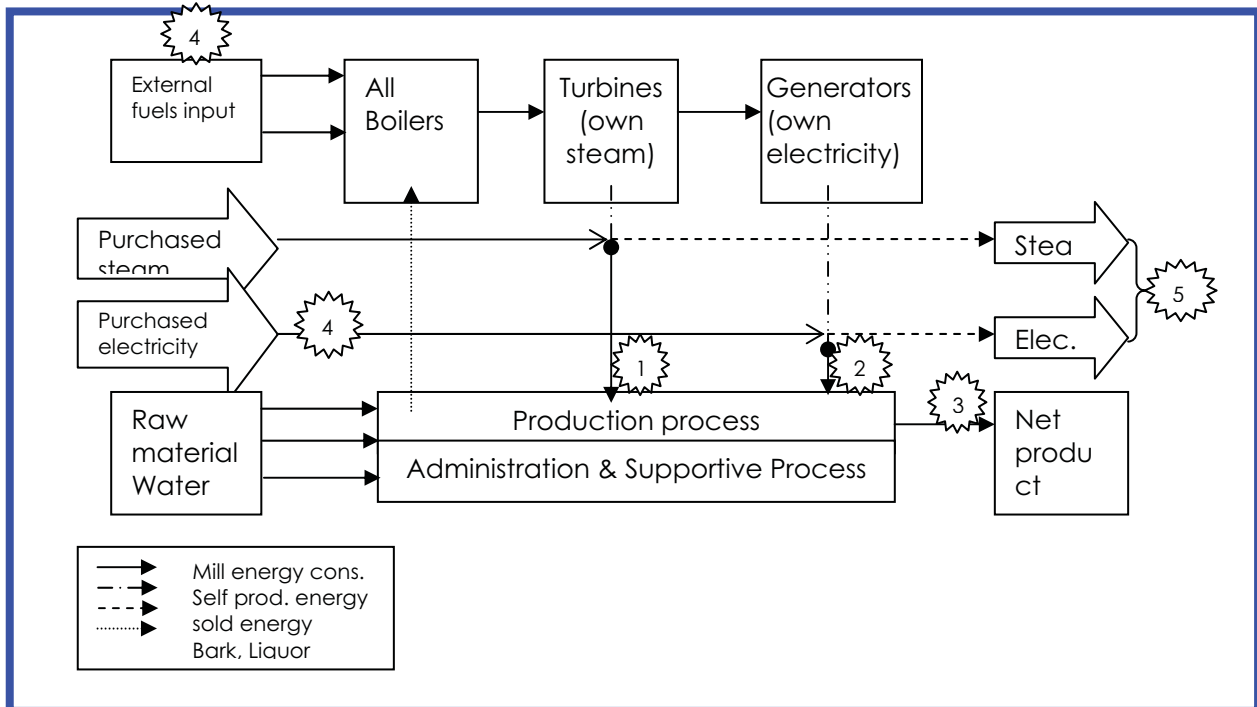 4
External
fuels input
All
Boilers
Turbines
(own
steam)
Generators
(own
electricity)
Purchased
steam
Stea
5
Purchased
electricity
4
Elec.
1
2
3
Raw
material
Water
Production process
Administration & Supportive Process
Net
produ
ct
Mill energy cons.
Self prod. energy
sold energy
Bark, Liquor